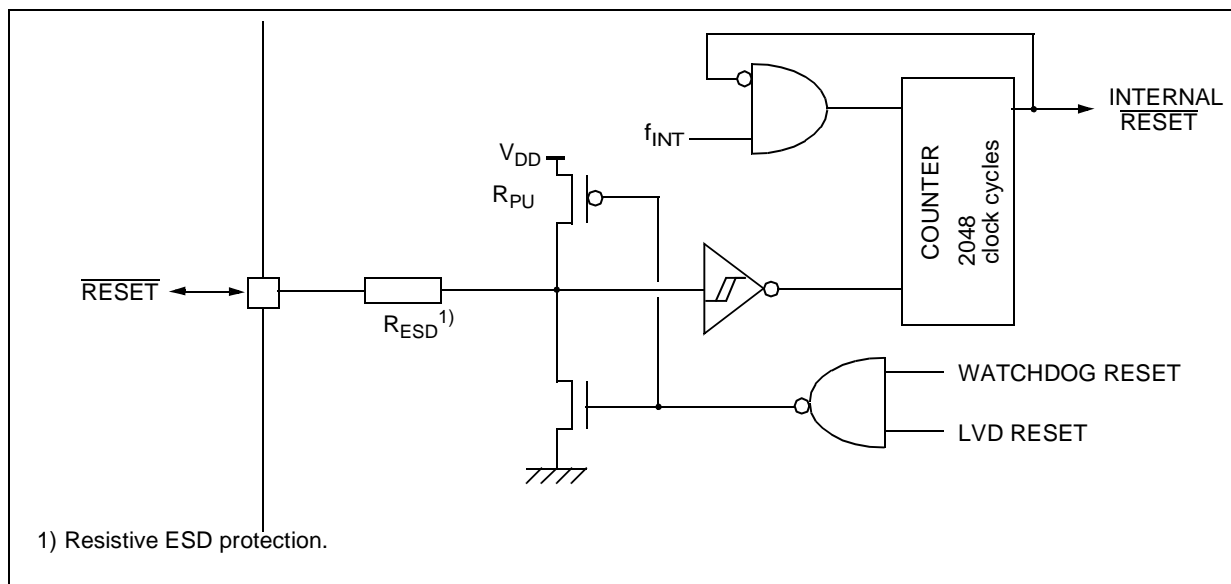 INTERNAL
RESET
fINT
VDD
RPU
COUNTER
2048
clock cycles
RESET
RESD1)
WATCHDOG RESET
LVD RESET
1) Resistive ESD protection.